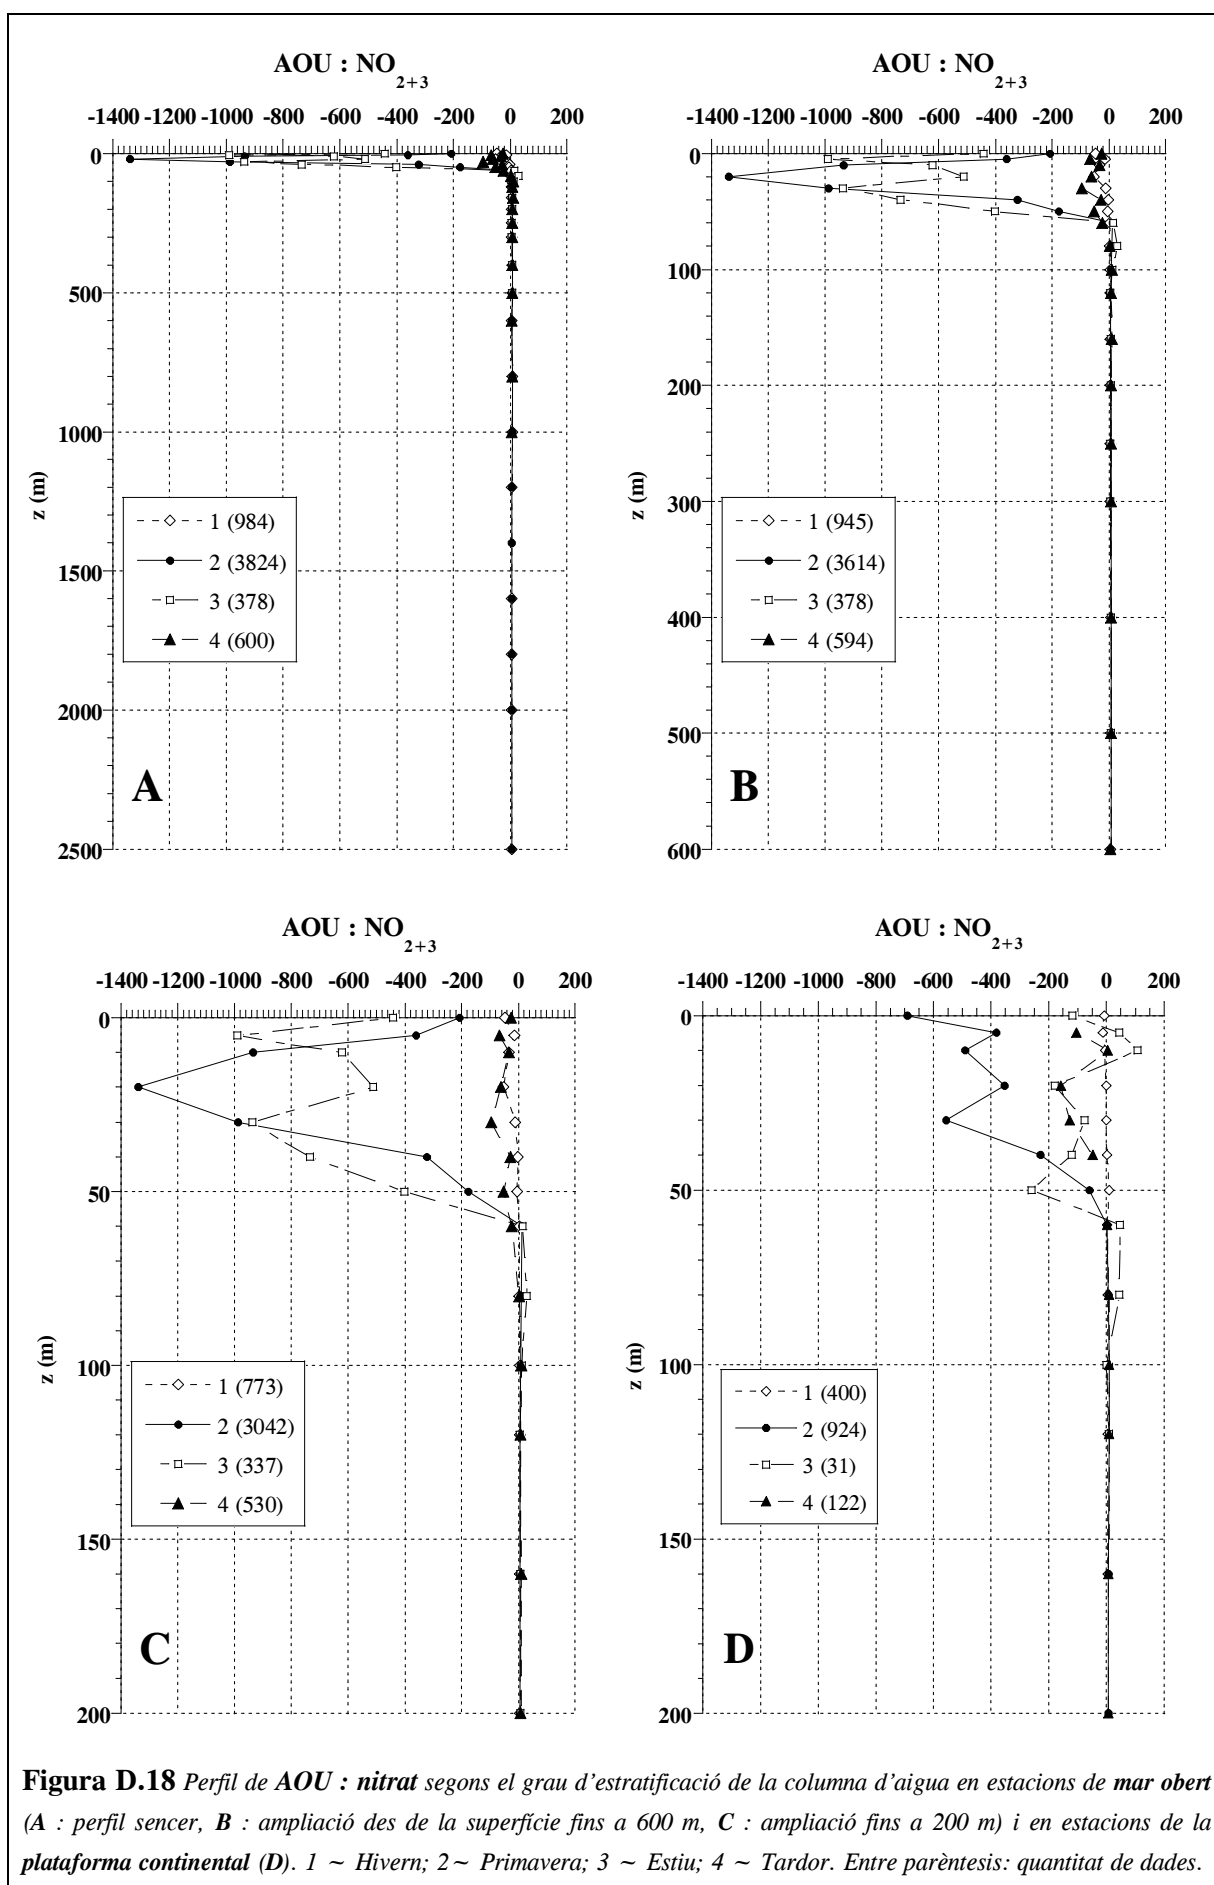 AOU : NO2+3
-1400 -1200 -1000 -800 -600 -400 -200 0 200
0
500
1000
1500
2000
2500
z (m)
1 (984)
2 (3824)
3 (378)
4 (600)
A
AOU : NO2+3
-1400 -1200 -1000 -800 -600 -400 -200 0 200
0
100
200
300
400
500
600
z (m)
1 (945)
2 (3614)
3 (378)
4 (594)
B
AOU : NO2+3
-1400 -1200 -1000 -800 -600 -400 -200 0 200
0
50
100
150
200
z (m)
1 (773)
2 (3042)
3 (337)
4 (530)
C
AOU : NO2+3
-1400 -1200 -1000 -800 -600 -400 -200 0 200
0
50
100
150
200
z (m)
1 (400)
2 (924)
3 (31)
4 (122)
D
Figura D.18 Perfil de AOU : nitrat segons el grau d'estratificació de la columna d'aigua en estacions de mar obert
(A : perfil sencer, B : ampliació des de la superfície fins a 600 m, C : ampliació fins a 200 m) i en estacions de la
plataforma continental (D). 1 ~ Hivern; 2~ Primavera; 3 ~ Estiu; 4 ~ Tardor. Entre parèntesis: quantitat de dades.